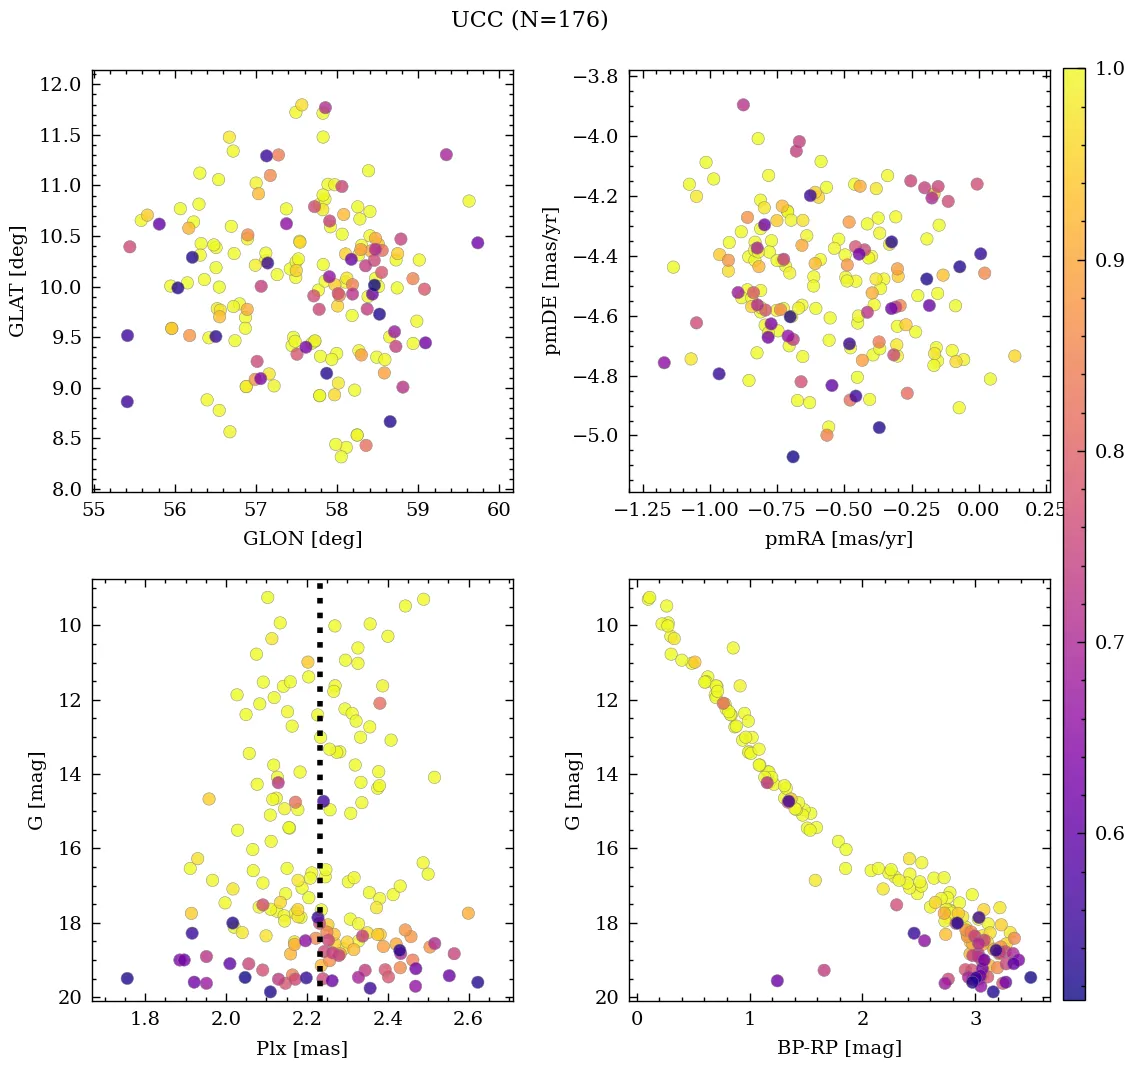 UCC (N=176)
12.0
11.5
11.0
10.5
10.0
9.5
9.0
8.5
8.0
GLAT [deg]
55 56 57 58 59 60
GLON [deg]
−3.8
−4.0
−4.2
−4.4
−4.6
−4.8
−5.0
pmDE [mas/yr]
−1.25 −1.00 −0.75 −0.50 −0.25 0.00 0.25
pmRA [mas/yr]
10
12
14
16
18
20
G [mag]
1.8 2.0 2.2 2.4 2.6
Plx [mas]
10
12
14
16
18
20
G [mag]
0 1 2 3
BP-RP [mag]
1.0
0.9
0.8
0.7
0.6